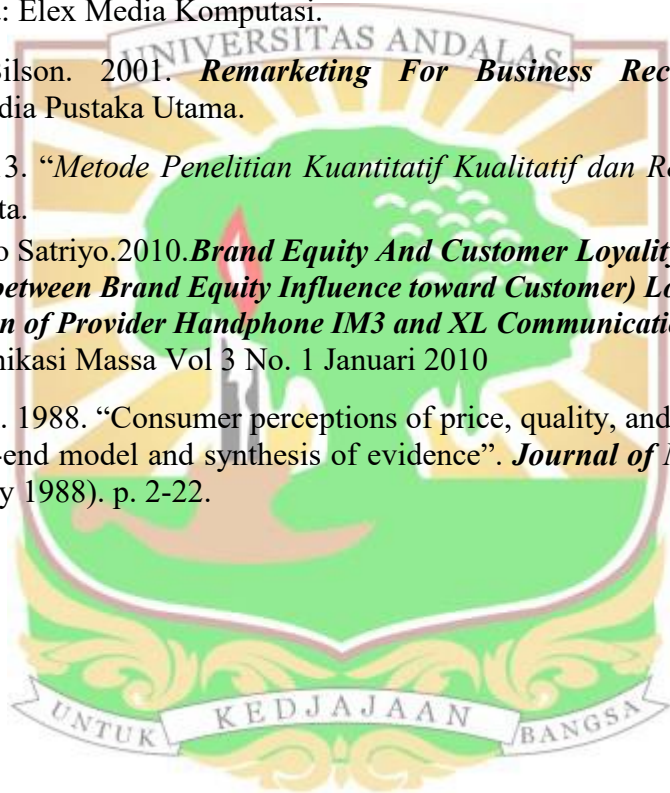 : Elex Media Komputasi.
UNIVERSITAS ANDALAS
ilson. 2001. Remarketing For Business Rec
dia Pustaka Utama.
13. “Metode Penelitian Kuantitatif Kualitatif dan R
ta.
o Satriyo.2010.Brand Equity And Customer Loyality
between Brand Equity Influence toward Customer) Lo
n of Provider Handphone IM3 and XL Communicati
nikasi Massa Vol 3 No. 1 Januari 2010
. 1988. “Consumer perceptions of price, quality, and
-end model and synthesis of evidence”. Journal of
y 1988). p. 2-22.
UNTUK KEDJAJAAN BANGSA